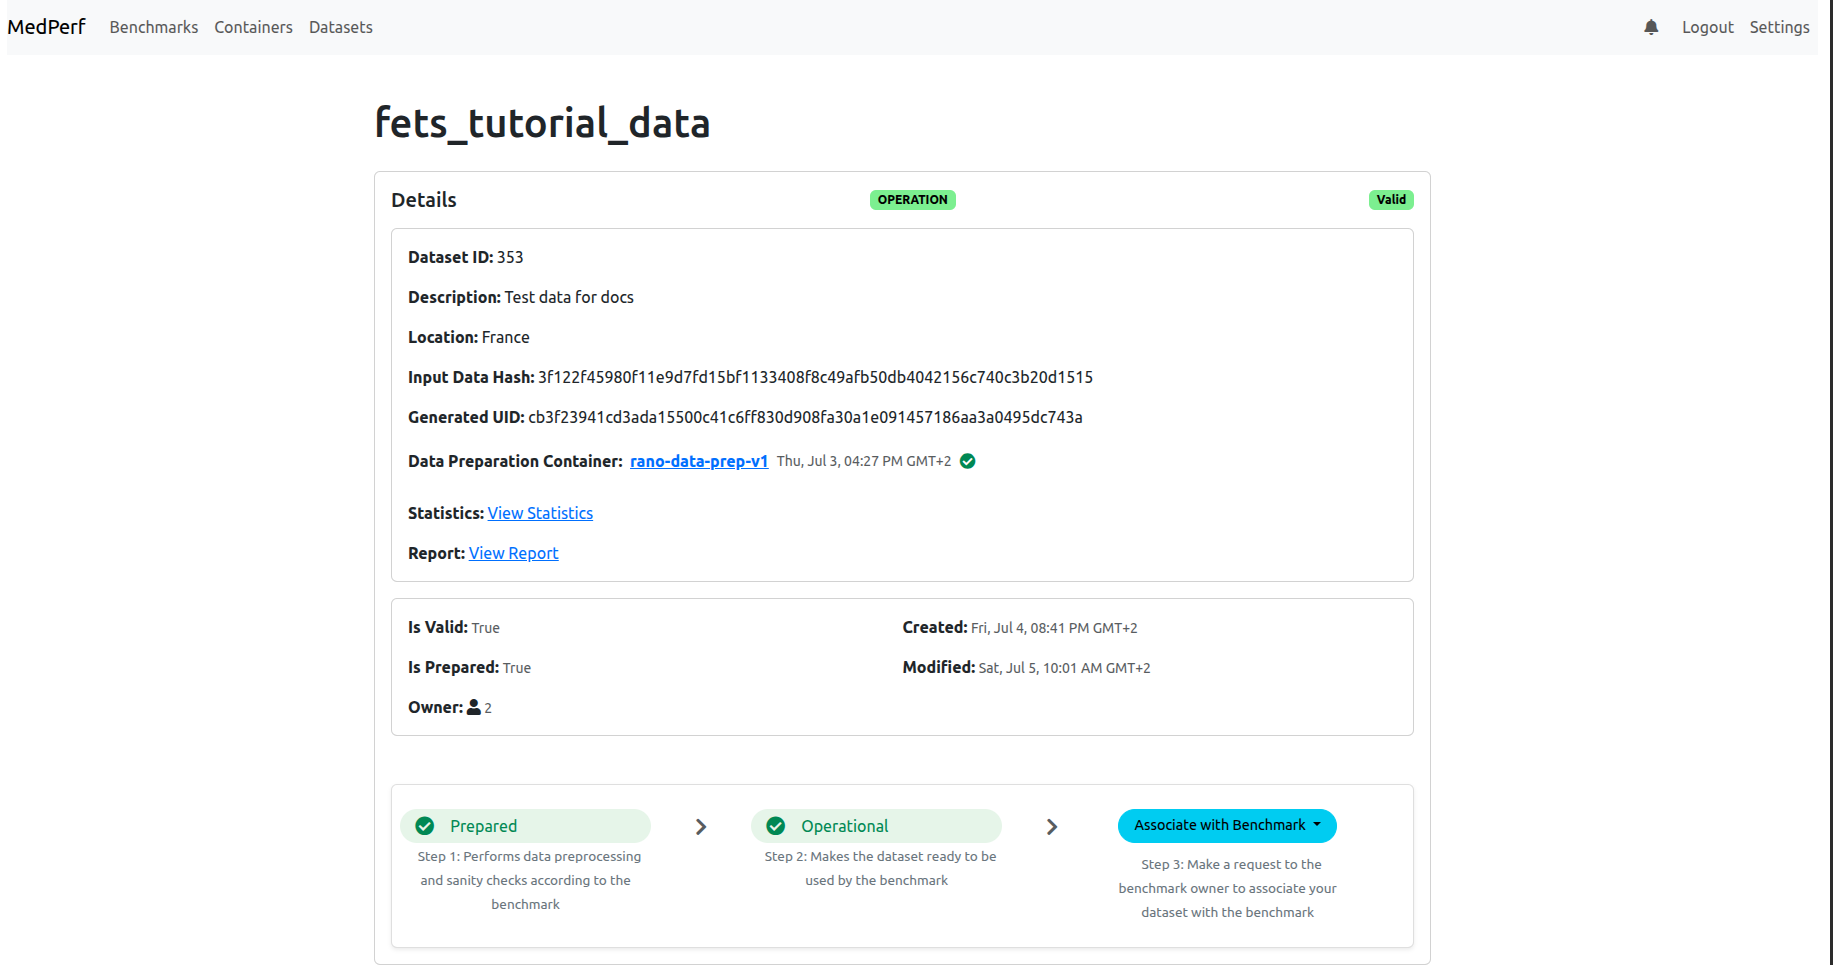 MedPerf Benchmarks Containers Datasets Logout Settings
fets_tutorial_data
Details OPERATION Valid
Dataset ID: 353
Description: Test data for docs
Location: France
Input Data Hash: 3f122f45980f11e9d7fd15bf1133408f8c49afb50db4042156c740c3b20d1515
Generated UID: cb3f23941cd3ada15500c41c6ff830d908fa30a1e091457186aa3a0495dc743a
Data Preparation Container: rano-data-prep-v1 Thu, Jul 3, 04:27 PM GMT+2
Statistics: View Statistics
Report: View Report
Is Valid: True
Is Prepared: True
Owner: 2
Created: Fri, Jul 4, 08:41 PM GMT+2
Modified: Sat, Jul 5, 10:01 AM GMT+2
Prepared
Step 1: Performs data preprocessing
and sanity checks according to the
benchmark
Operational
Step 2: Makes the dataset ready to be
used by the benchmark
Associate with Benchmark
Step 3: Make a request to the
benchmark owner to associate your
dataset with the benchmark